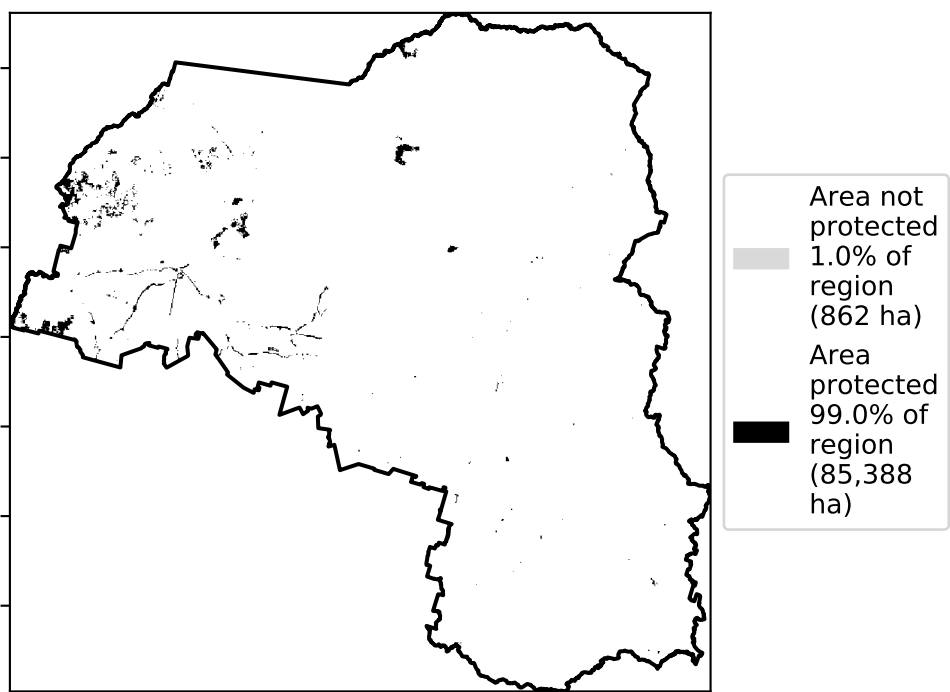 Area not
protected
1.0% of
region
(862 ha)
Area
protected
99.0% of
region
(85,388
ha)